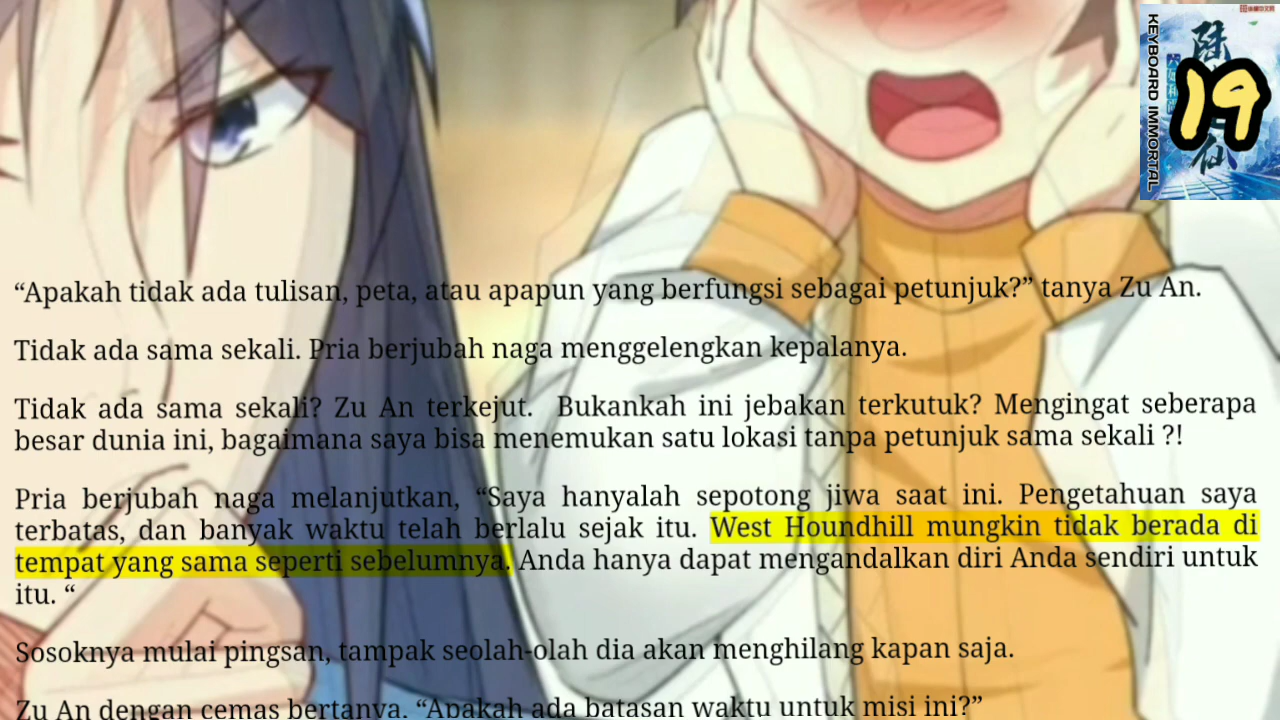 KEYBOARD IMMORTAL
19
“Apakah tidak ada tulisan, peta, atau apapun yang berfungsi sebagai petunjuk?” tanya Zu An.
Tidak ada sama sekali. Pria berjubah naga menggelengkan kepalanya.
Tidak ada sama sekali? Zu An terkejut. Bukankah ini jebakan terkutuk? Mengingat seberapa
besar dunia ini, bagaimana saya bisa menemukan satu lokasi tanpa petunjuk sama sekali ?!
Pria berjubah naga melanjutkan, “Saya hanyalah sepotong jiwa saat ini. Pengetahuan saya
terbatas, dan banyak waktu telah berlalu sejak itu. West Houndhill mungkin tidak berada di
tempat yang sama seperti sebelumnya. Anda hanya dapat mengandalkan diri Anda sendiri untuk
itu. “
Sosoknya mulai pingsan, tampak seolah-olah dia akan menghilang kapan saja.
Zu An dengan cemas bertanya, “Apakah ada batasan waktu untuk misi ini?”